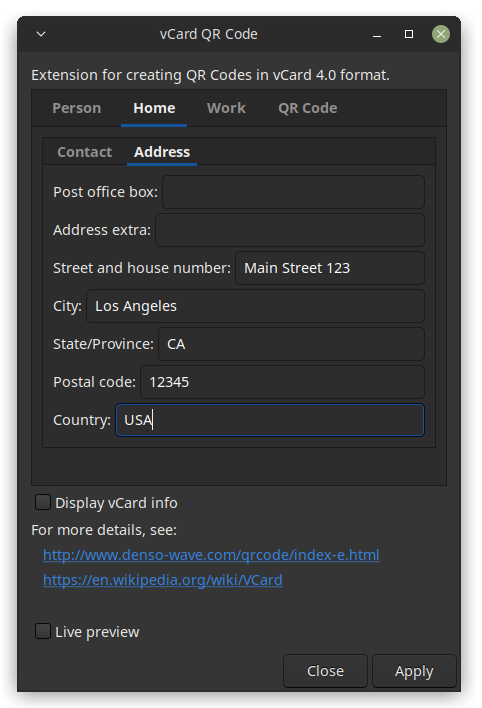 vCard QR Code
Extension for creating QR Codes in vCard 4.0 format.
Person Home Work QR Code
Contact Address
Post office box:
Address extra:
Street and house number: Main Street 123
City: Los Angeles
State/Province: CA
Postal code: 12345
Country: USA
Display vCard info
For more details, see:
http://www.denso-wave.com/qrcode/index-e.html
https://en.wikipedia.org/wiki/VCard
Live preview
Close Apply